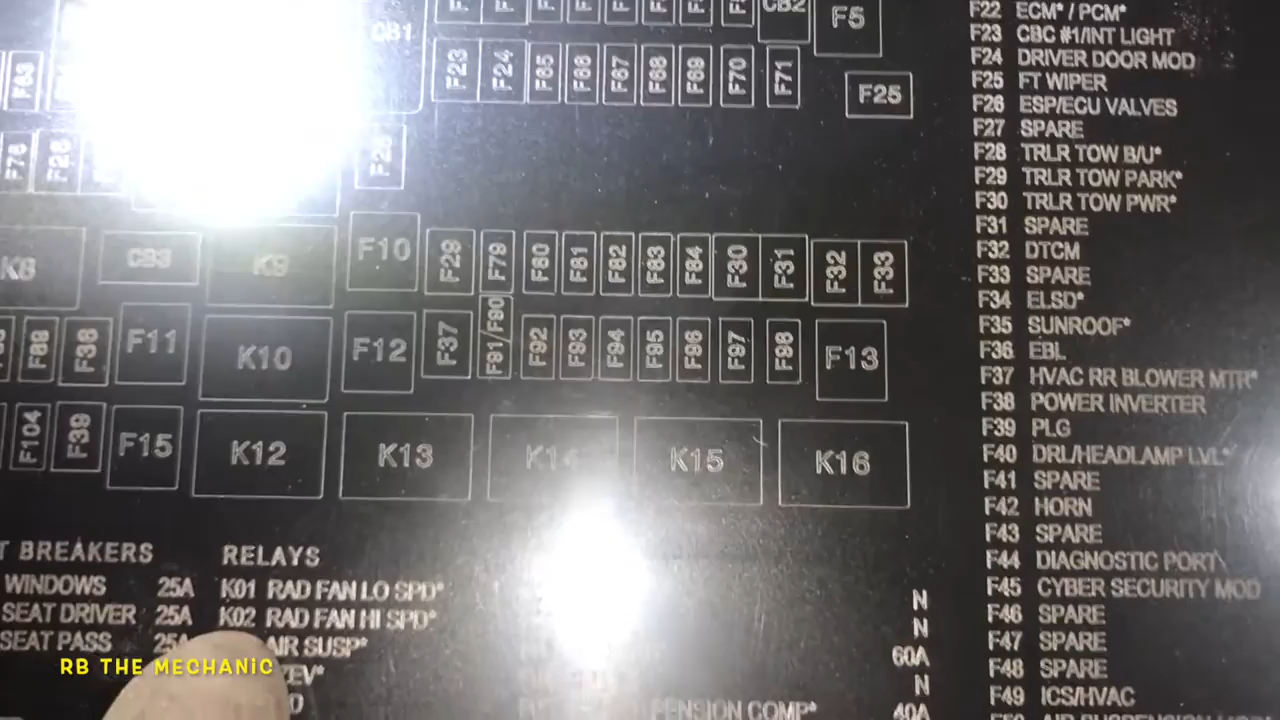 CB1
CB2
F5
F23
F24
F65
F66
F67
F68
F69
F70
F71
F25
F76
F26
K8
CB3
K9
F10
F29
F79
F80
F81
F82
F83
F84
F30
F31
F32
F33
F89
F38
F11
K10
F12
F37
F91/F90
F92
F93
F94
F95
F96
F97
F98
F13
F104
F39
F15
K12
K13
K14
K15
K16
F22 ECM* / PCM*
F23 CBC #1/INT LIGHT
F24 DRIVER DOOR MOD
F25 FT WIPER
F26 ESP/ECU VALVES
F27 SPARE
F28 TRLR TOW B/U*
F29 TRLR TOW PARK*
F30 TRLR TOW PWR*
F31 SPARE
F32 DTCM
F33 SPARE
F34 ELSD*
F35 SUNROOF*
F36 EBL
F37 HVAC RR BLOWER MTR*
F38 POWER INVERTER
F39 PLG
F40 DRL/HEADLAMP LVL*
F41 SPARE
F42 HORN
F43 SPARE
F44 DIAGNOSTIC PORT
F45 CYBER SECURITY MOD
F46 SPARE
F47 SPARE
F48 SPARE
F49 ICS/HVAC
T BREAKERS
WINDOWS 25A
SEAT DRIVER 25A
SEAT PASS 25A
RELAYS
K01 RAD FAN LO SPD*
K02 RAD FAN HI SPD*
AIR SUSP*
N
N
60A
N
PENSION COMP* 40A
RB THE MECHANIC